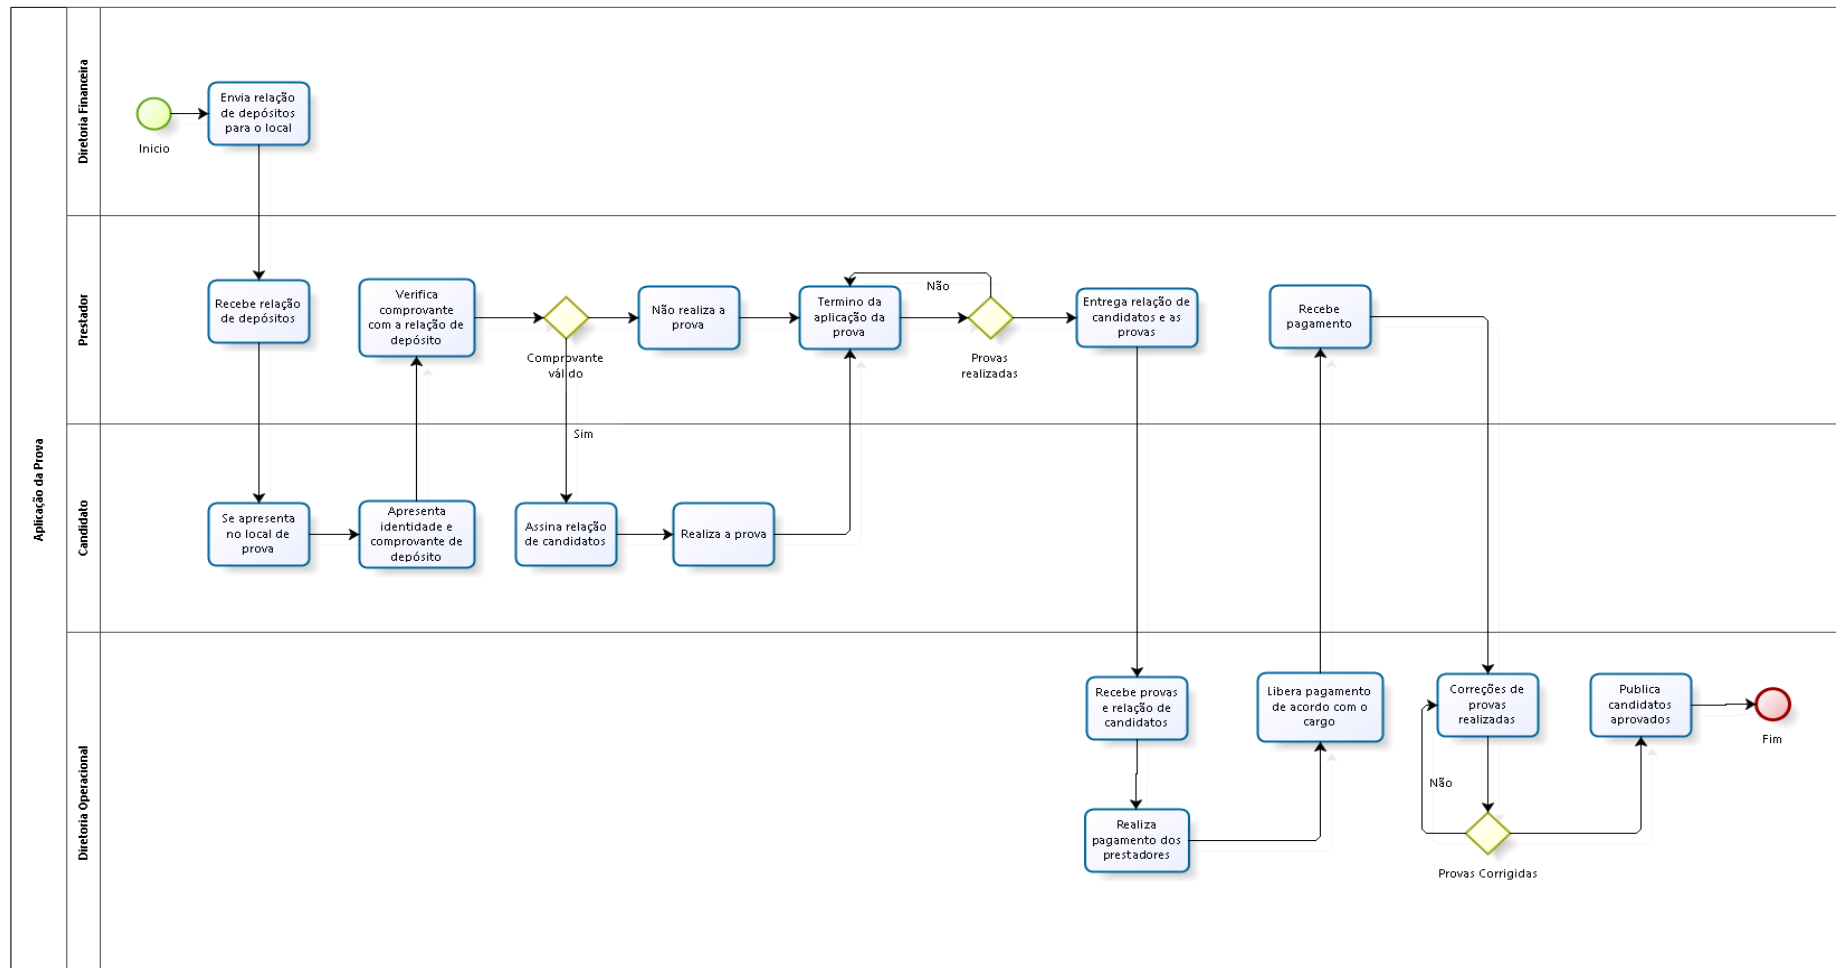 Aplicação da Prova
Diretoria Financeira
Inicio
Envia relação
de depósitos
para o local
Prestador
Recebe relação
de depósitos
Verifica
comprovante
com a relação de
depósito
Comprovante
válido
Não realiza a
prova
Termino da
aplicação da
prova
Não
Provas
realizadas
Entrega relação de
candidatos e as
provas
Recebe
pagamento
Sim
Candidato
Se apresenta
no local de
prova
Apresenta
identidade e
comprovante de
depósito
Assina relação
de candidatos
Realiza a prova
Diretoria Operacional
Recebe provas
e relação de
candidatos
Realiza
pagamento dos
prestadores
Libera pagamento
de acordo com o
cargo
Correções de
provas
realizadas
Não
Provas Corrigidas
Publica
candidatos
aprovados
Fim